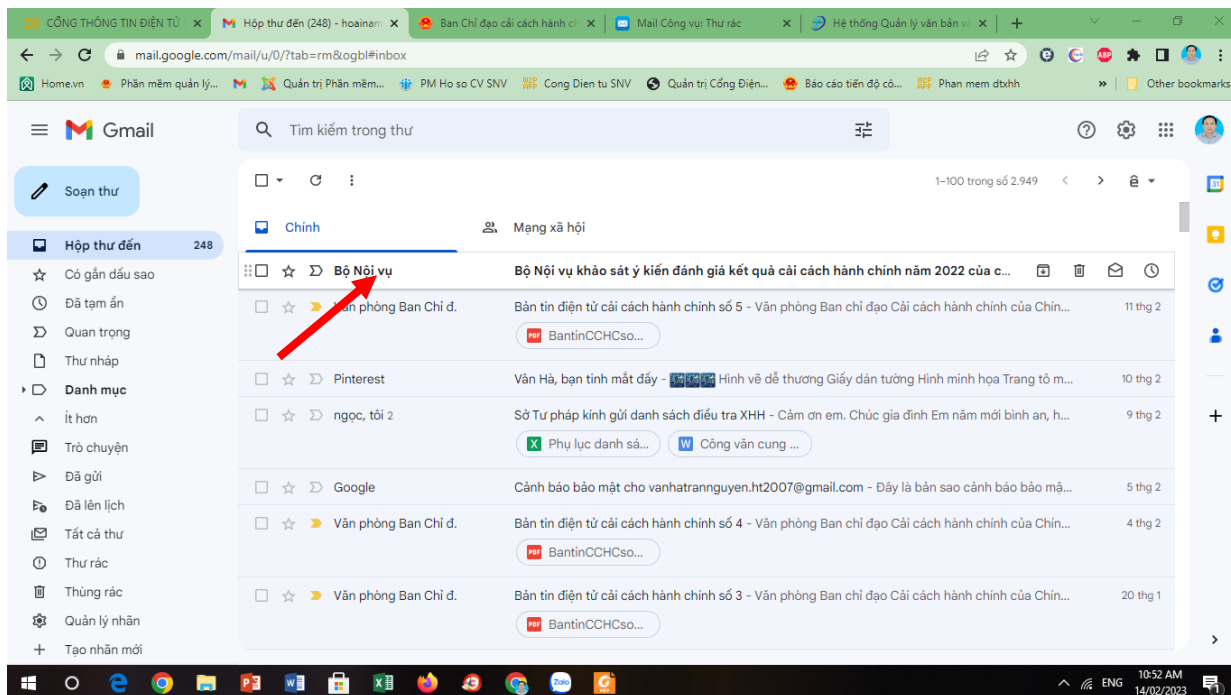 CỔNG THÔNG TIN ĐIỆN TỬ
Hộp thư đến (248) - hoainam
Ban Chỉ đạo cải cách hành ch
Mail Công vụ: Thư rác
Hệ thống Quản lý văn bản và
mail.google.com/mail/u/0/?tab=rm&ogbl#inbox
Home.vn
Phần mềm quản lý...
Quản trị Phần mềm...
PM Ho so CV SNV
Cong Dien tu SNV
Quản trị Cổng Điện...
Báo cáo tiến độ cô...
Phan mem dtxhh
»
Other bookmarks
Gmail
Tìm kiếm trong thư
Soạn thư
1–100 trong số 2.949
Chính
Mạng xã hội
Hộp thư đến 248
Có gắn dấu sao
Đã tạm ẩn
Quan trọng
Thư nháp
Danh mục
Ít hơn
Trò chuyện
Đã gửi
Đã lên lịch
Tất cả thư
Thư rác
Thùng rác
Quản lý nhãn
Tạo nhãn mới
Bộ Nội vụ Bộ Nội vụ khảo sát ý kiến đánh giá kết quả cải cách hành chính năm 2022 của c...
Văn phòng Ban Chỉ đ. Bản tin điện tử cải cách hành chính số 5 - Văn phòng Ban chỉ đạo Cải cách hành chính của Chín... 11 thg 2
PDF BantinCCHCso...
Pinterest Vân Hà, bạn tinh mắt đấy - Hình vẽ dễ thương Giấy dán tường Hình minh họa Trang tô m... 10 thg 2
ngọc, tôi 2 Sở Tư pháp kính gửi danh sách điều tra XHH - Cảm ơn em. Chúc gia đình Em năm mới bình an, h... 9 thg 2
X Phụ lục danh sá... W Công văn cung ...
Google Cảnh báo bảo mật cho vanhatrannguyen.ht2007@gmail.com - Đây là bản sao cảnh báo bảo mậ... 5 thg 2
Văn phòng Ban Chỉ đ. Bản tin điện tử cải cách hành chính số 4 - Văn phòng Ban chỉ đạo Cải cách hành chính của Chín... 4 thg 2
PDF BantinCCHCso...
Văn phòng Ban Chỉ đ. Bản tin điện tử cải cách hành chính số 3 - Văn phòng Ban chỉ đạo Cải cách hành chính của Chín... 20 thg 1
PDF BantinCCHCso...
ENG
10:52 AM
14/02/2023